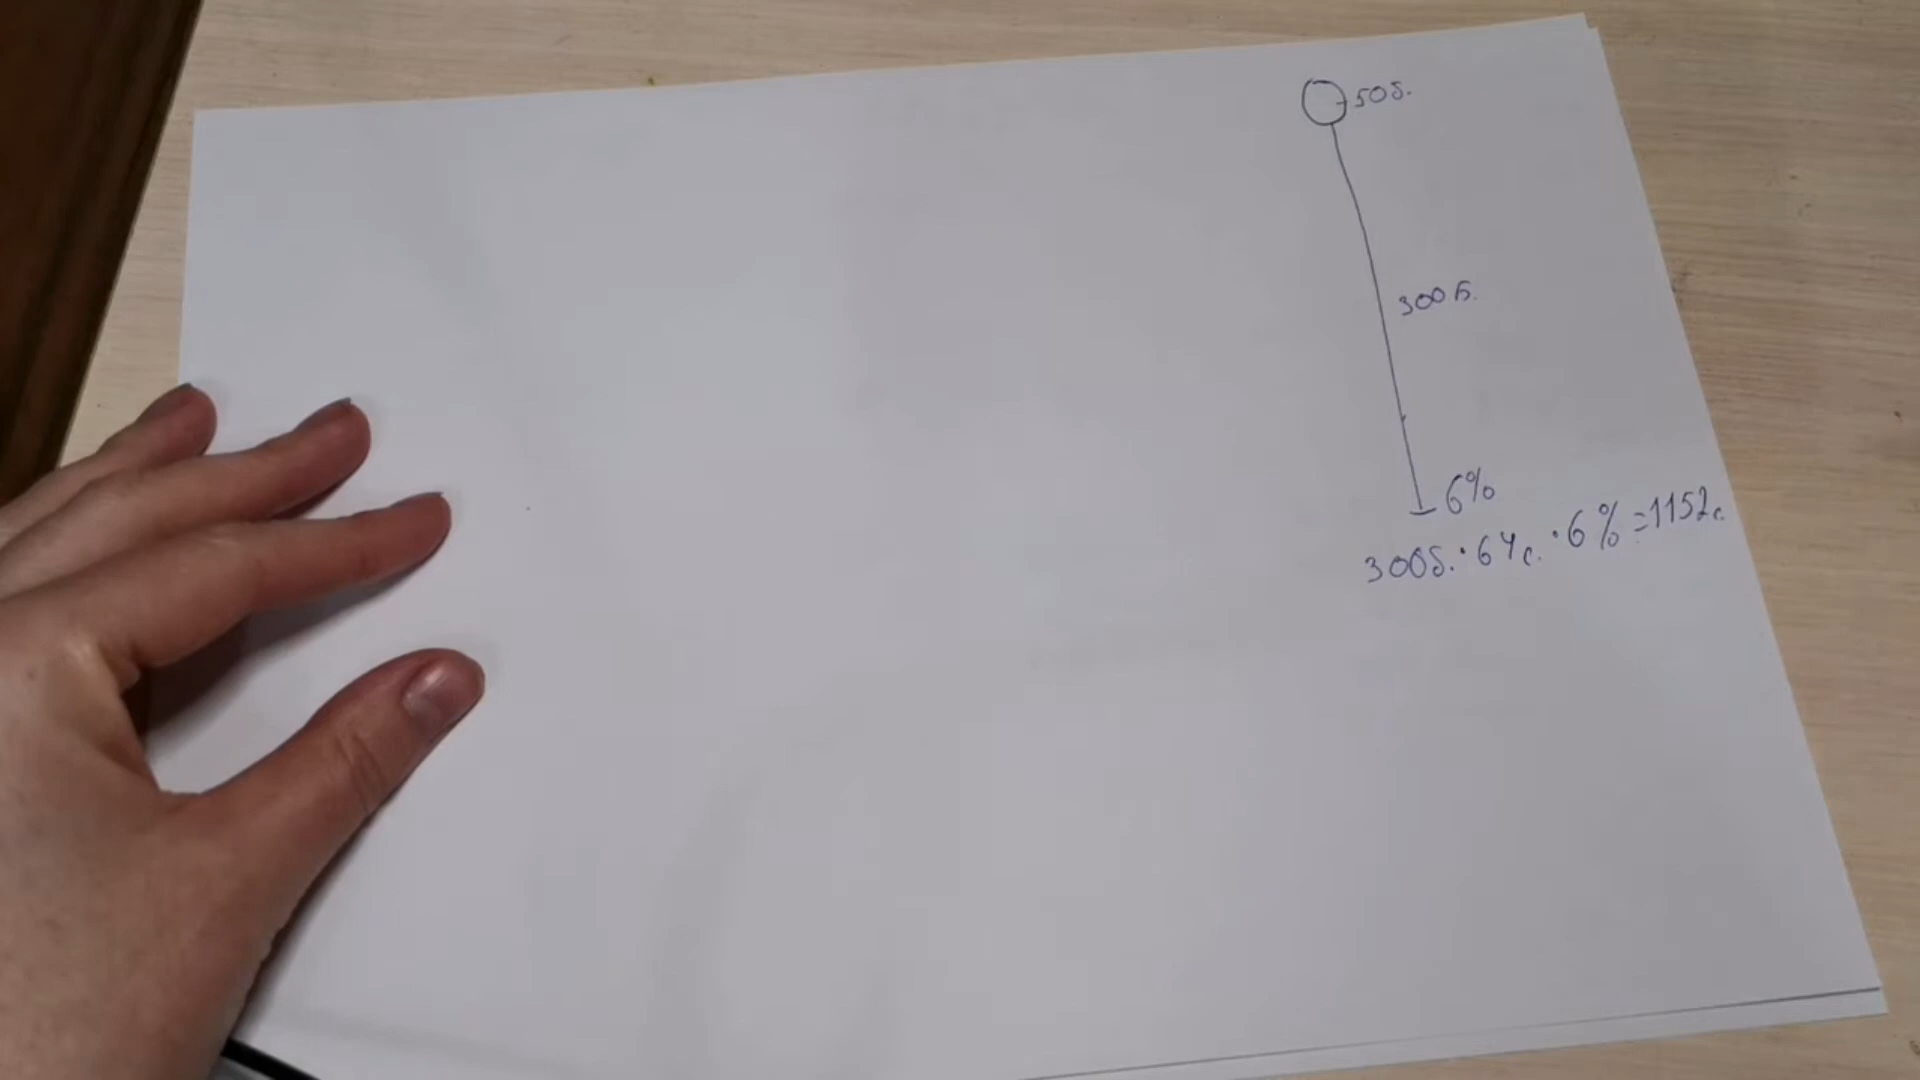 50б.
300б.
6%
300б. · 64с. · 6% = 1152с